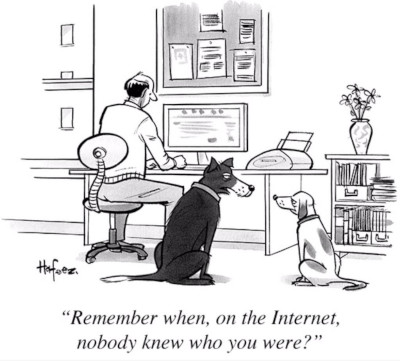 Hafeez.
“Remember when, on the Internet,
nobody knew who you were?”